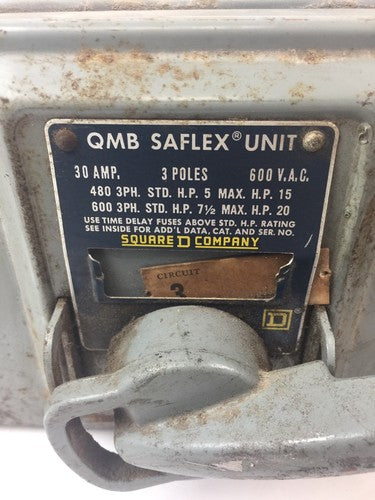 QMB SAFLEX® UNIT
30 AMP. 3 POLES 600 V.A.C.
480 3PH. STD. H.P. 5 MAX. H.P. 15
600 3PH. STD. H.P. 7½ MAX. H.P. 20
USE TIME DELAY FUSES ABOVE STD. H.P. RATING
SEE INSIDE FOR ADD'L DATA, CAT. AND SER. NO.
SQUARE D COMPANY
CIRCUIT
3
D